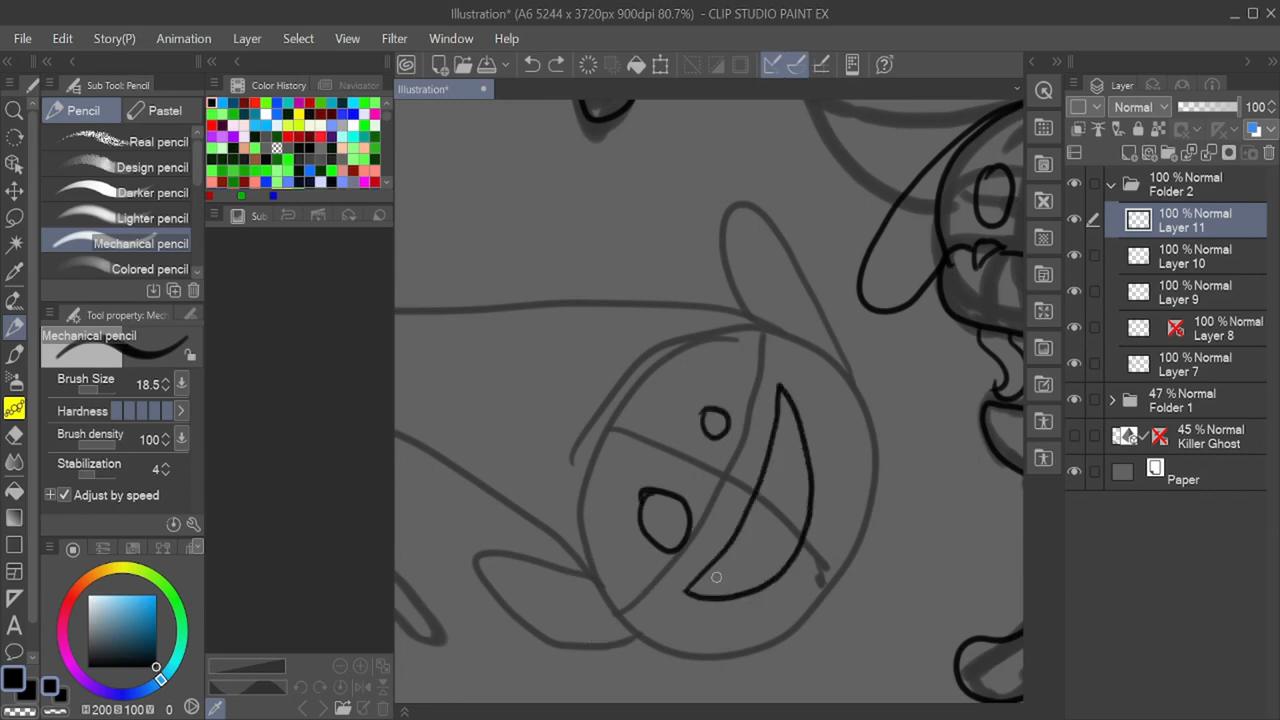 Illustration* (A6 5244 x 3720px 900dpi 80.7%) - CLIP STUDIO PAINT EX
File Edit Story(P) Animation Layer Select View Filter Window Help
Sub Tool: Pencil
Pencil
Pastel
Real pencil
Design pencil
Darker pencil
Lighter pencil
Mechanical pencil
Colored pencil
Tool property: Mech
Mechanical pencil
Brush Size 18.5
Hardness
Brush density 100
Stabilization 4
Adjust by speed
H 200 S 100 V 0
Color History
Navigator
Sub
Illustration*
Layer
Normal 100
100 % Normal
Folder 2
100 % Normal
Layer 11
100 % Normal
Layer 10
100 % Normal
Layer 9
100 % Normal
Layer 8
100 % Normal
Layer 7
47 % Normal
Folder 1
45 % Normal
Killer Ghost
Paper